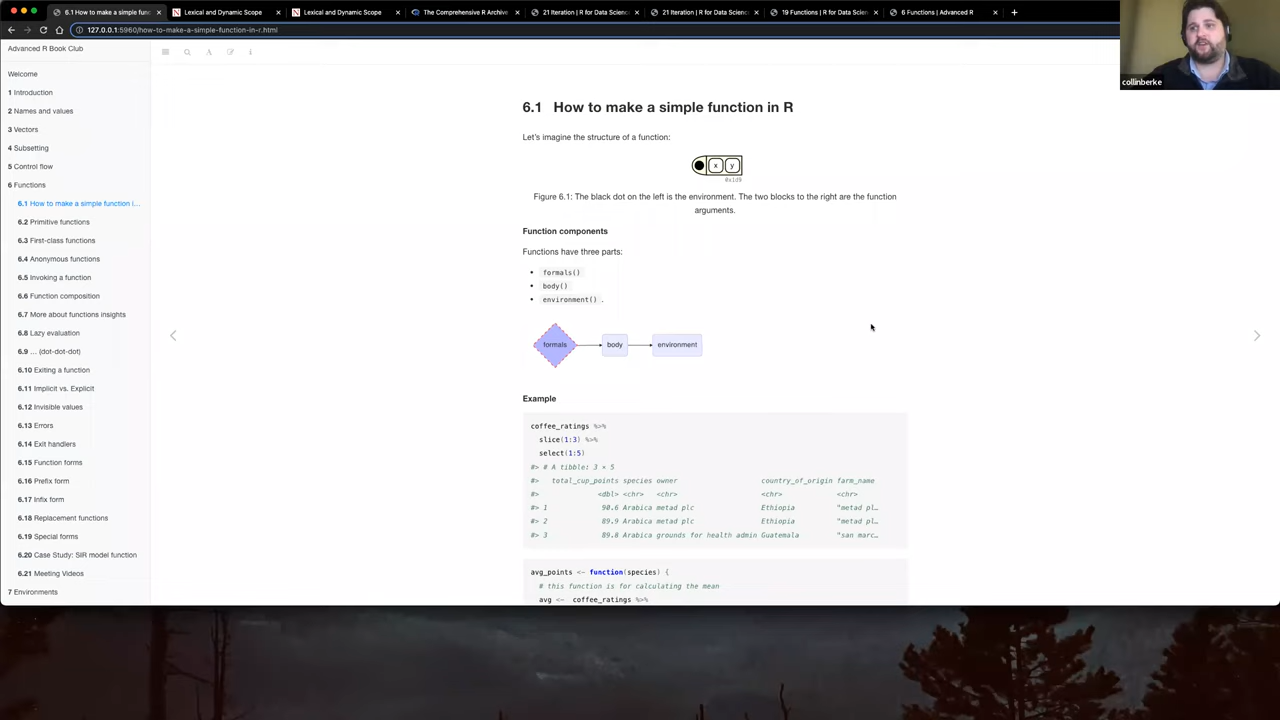 6.1 How to make a simple func
Lexical and Dynamic Scope
Lexical and Dynamic Scope
The Comprehensive R Archive
21 Iteration | R for Data Scienc
21 Iteration | R for Data Scienc
19 Functions | R for Data Scien
6 Functions | Advanced R
127.0.0.1:5960/how-to-make-a-simple-function-in-r.html
collinberke
Advanced R Book Club
Welcome
1 Introduction
2 Names and values
3 Vectors
4 Subsetting
5 Control flow
6 Functions
6.1 How to make a simple function i...
6.2 Primitive functions
6.3 First-class functions
6.4 Anonymous functions
6.5 Invoking a function
6.6 Function composition
6.7 More about functions insights
6.8 Lazy evaluation
6.9 ... (dot-dot-dot)
6.10 Exiting a function
6.11 Implicit vs. Explicit
6.12 Invisible values
6.13 Errors
6.14 Exit handlers
6.15 Function forms
6.16 Prefix form
6.17 Infix form
6.18 Replacement functions
6.19 Special forms
6.20 Case Study: SIR model function
6.21 Meeting Videos
7 Environments
6.1 How to make a simple function in R
Let's imagine the structure of a function:
x y
Figure 6.1: The black dot on the left is the environment. The two blocks to the right are the function
arguments.
Function components
Functions have three parts:
• formals()
• body()
• environment() .
formals body environment
Example
coffee_ratings %>%
slice(1:3) %>%
select(1:5)
#> # A tibble: 3 × 5
#> total_cup_points species owner country_of_origin farm_name
#> <dbl> <chr> <chr> <chr> <chr>
#> 1 90.6 Arabica metad plc Ethiopia "metad pl…
#> 2 89.9 Arabica metad plc Ethiopia "metad pl…
#> 3 89.8 Arabica grounds for health admin Guatemala "san marc…
avg_points <- function(species) {
# this function is for calculating the mean
avg <- coffee_ratings %>%